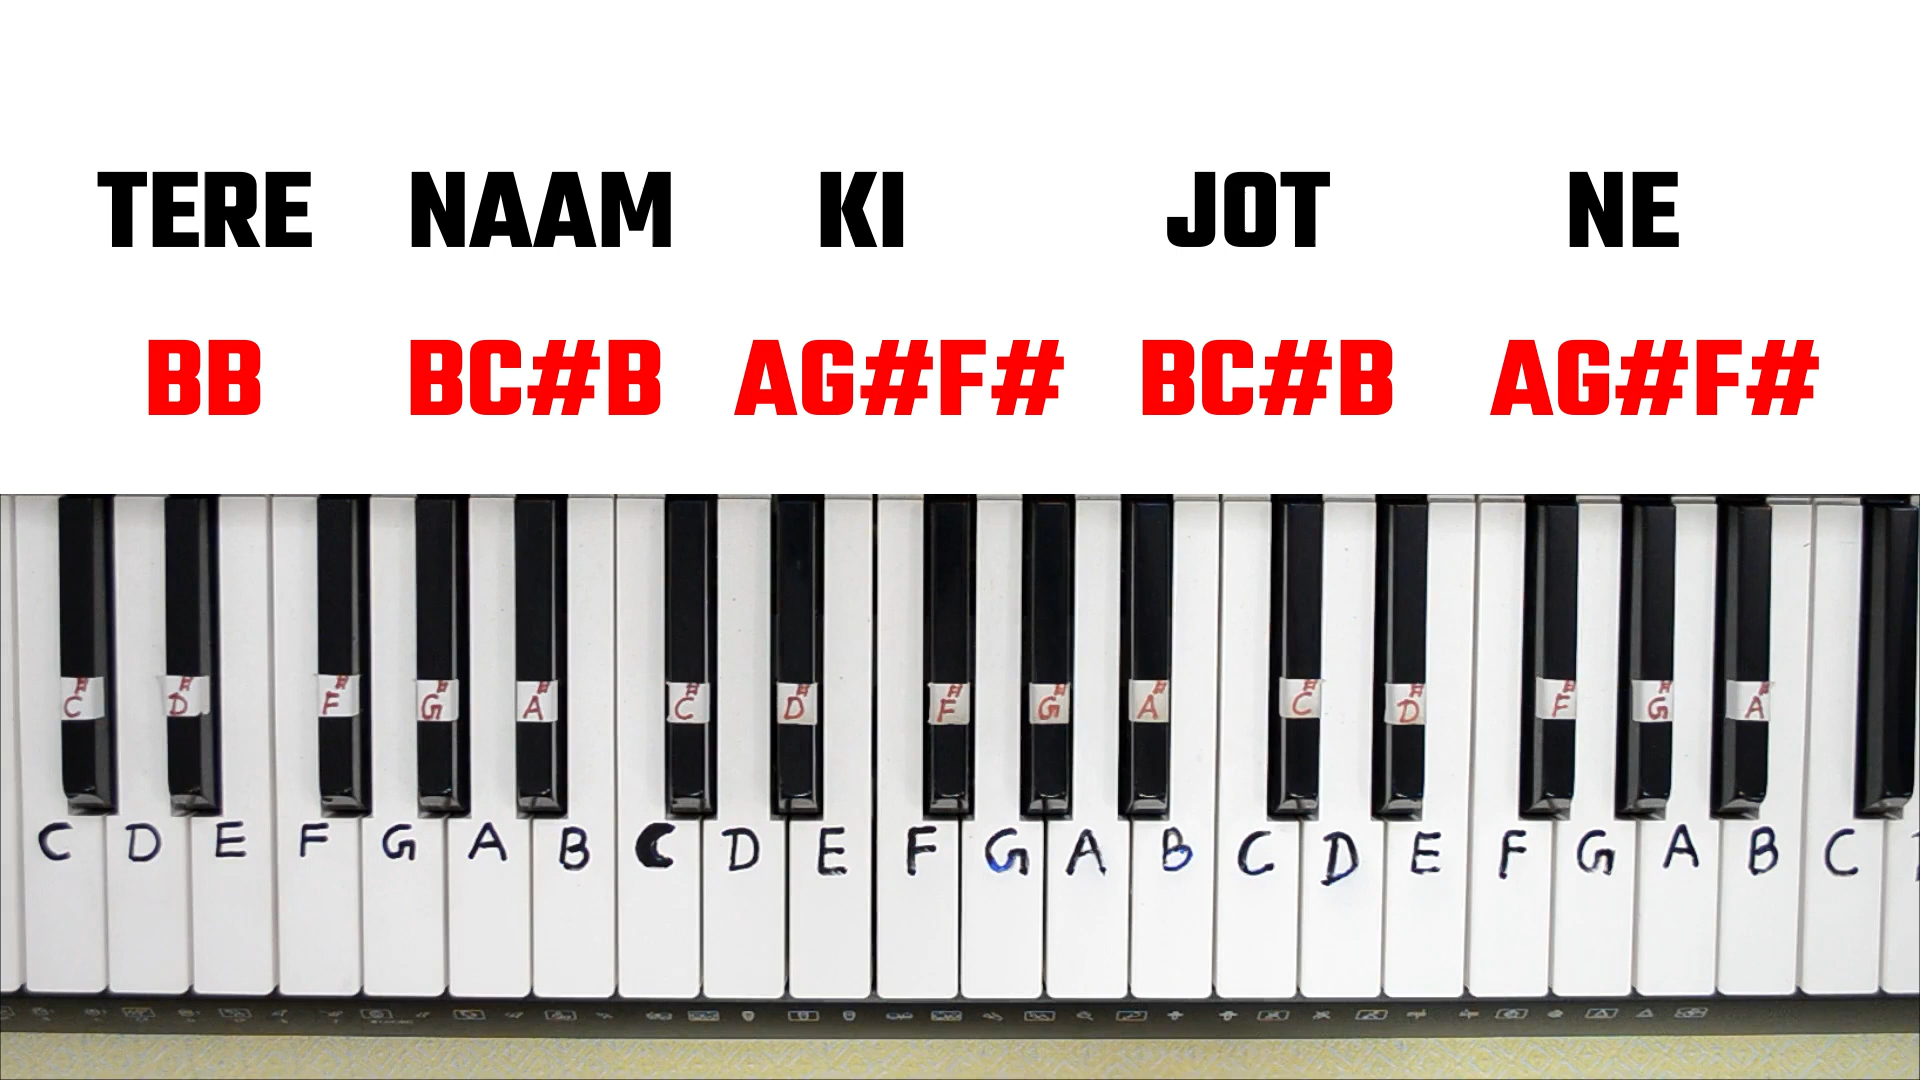 TERE NAAM KI JOT NE
BB BC#B AG#F# BC#B AG#F#
C# D# F# G# A# C# D# F# G# A# C# D# F# G# A#
C D E F G A B C D E F G A B C D E F G A B C